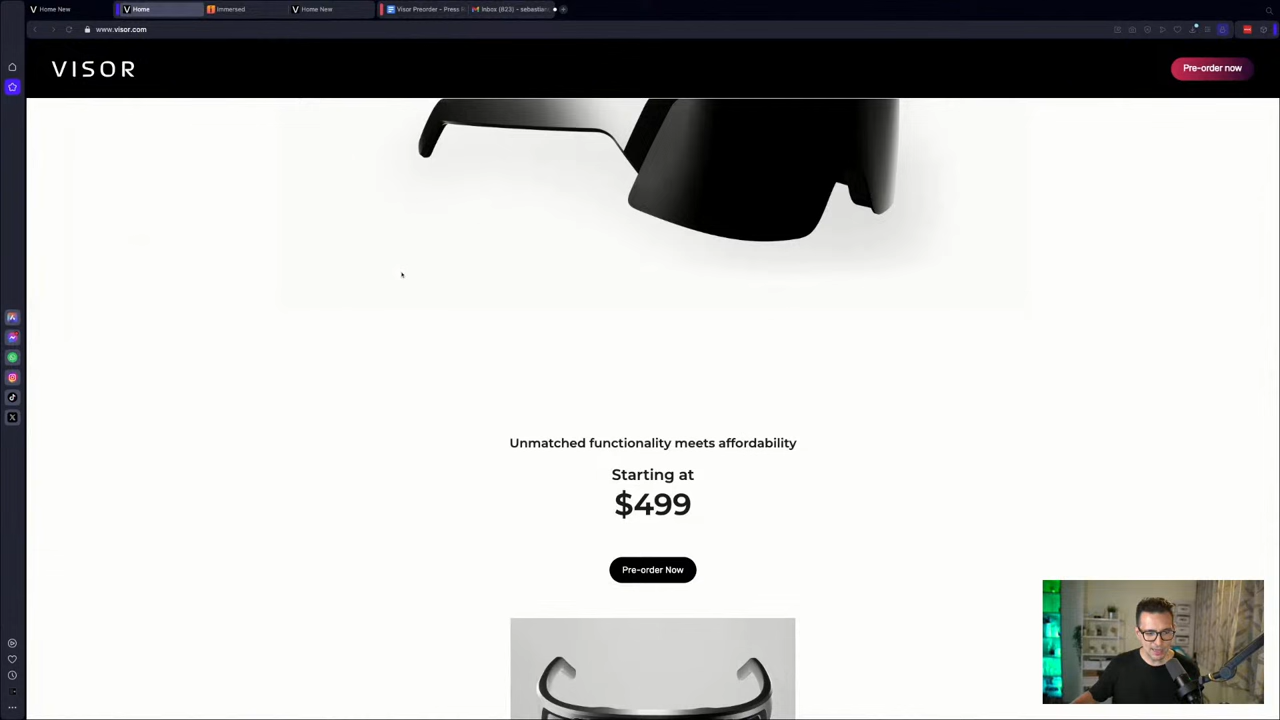 Home New
Home
Immersed
Home New
Visor Preorder - Press
Inbox (823) - sebastian
www.visor.com
VISOR
Pre-order now
Unmatched functionality meets affordability
Starting at
$499
Pre-order Now